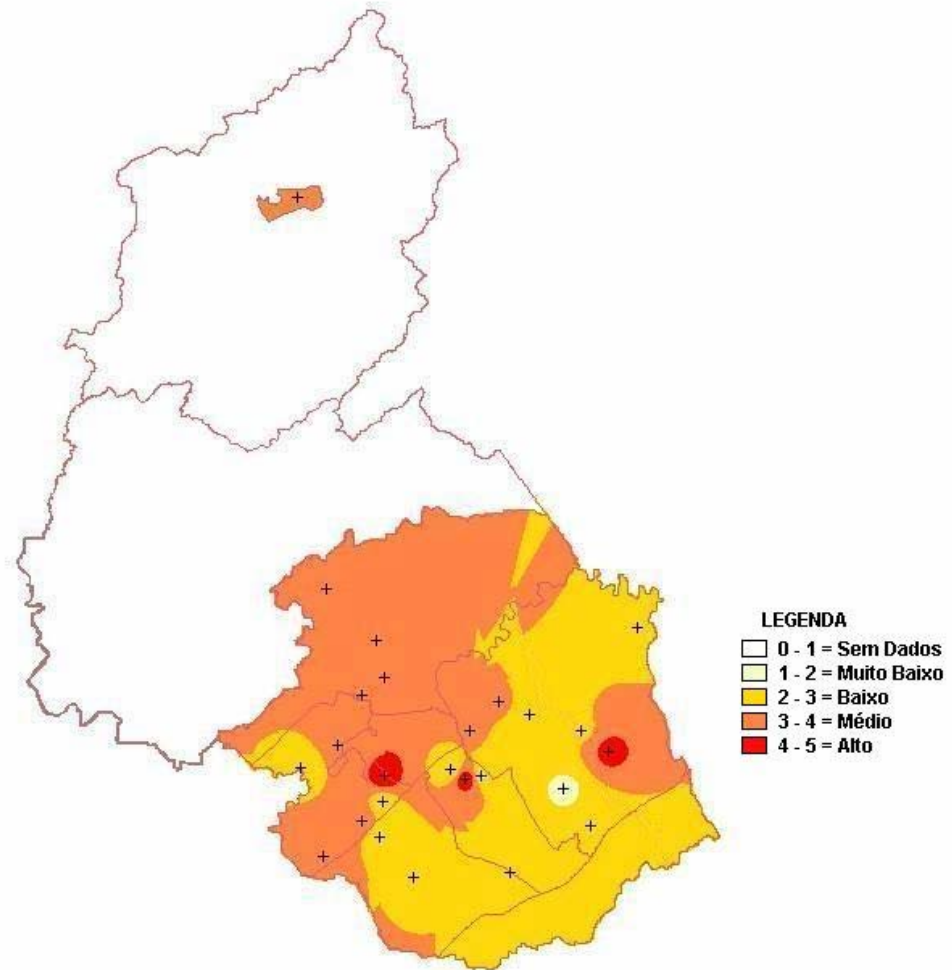 LEGENDA
0 - 1 = Sem Dados
1 - 2 = Muito Baixo
2 - 3 = Baixo
3 - 4 = Médio
4 - 5 = Alto